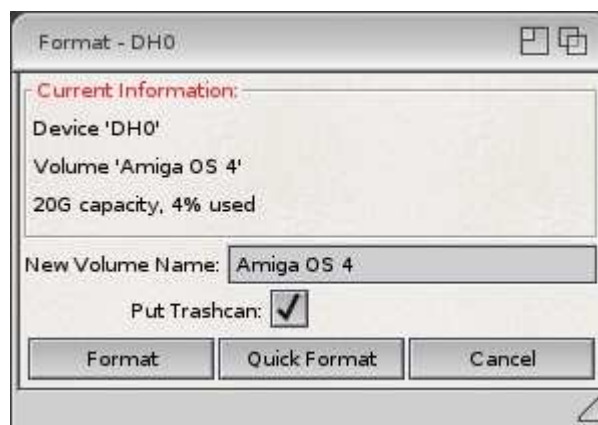 Format - DH0
Current Information:
Device 'DH0'
Volume 'Amiga OS 4'
20G capacity, 4% used
New Volume Name: Amiga OS 4
Put Trashcan:
Format Quick Format Cancel